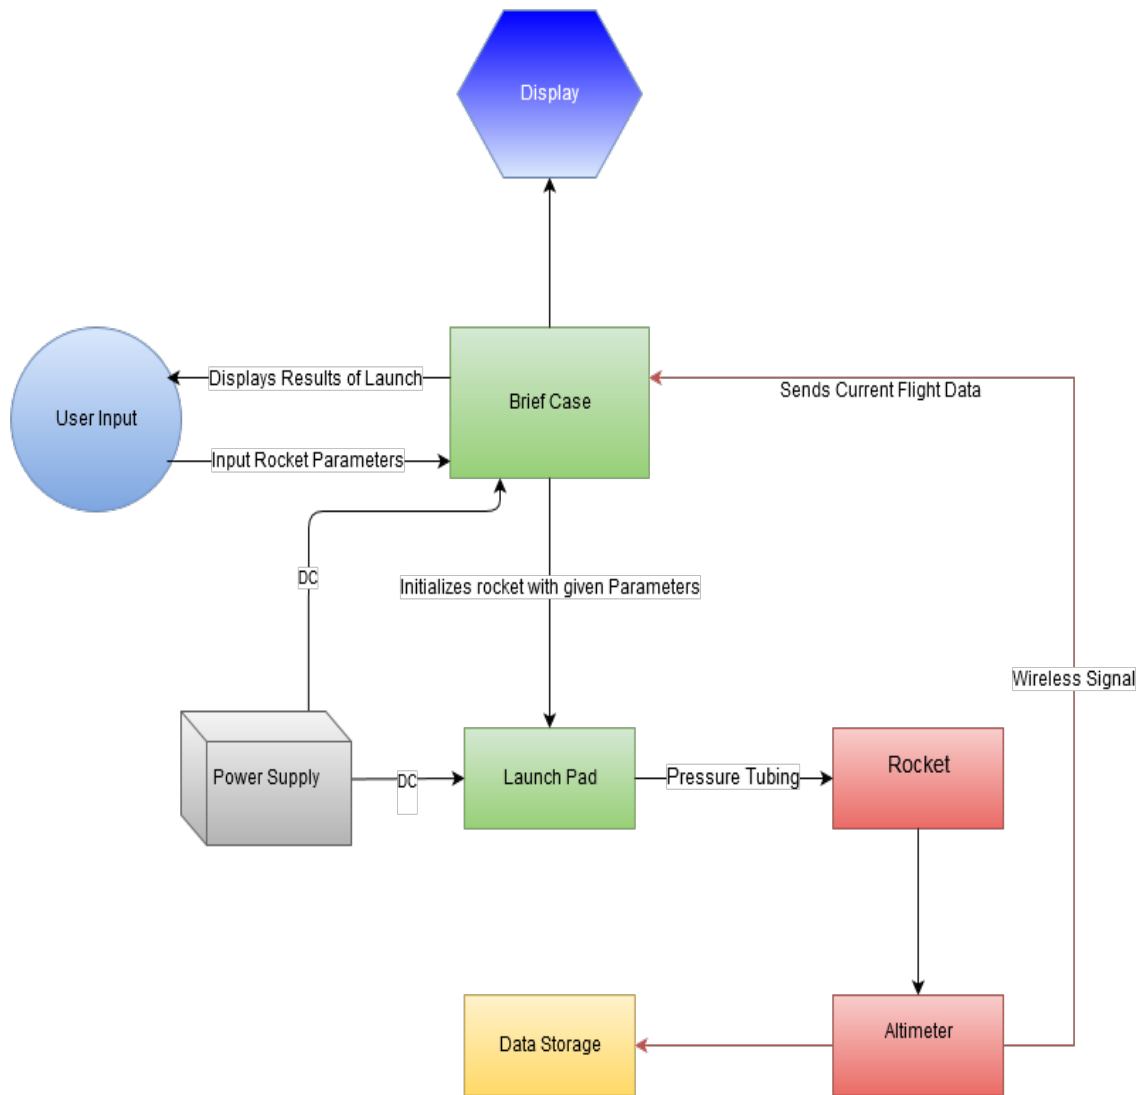 Display
Displays Results of Launch
Brief Case
Sends Current Flight Data
User Input
Input Rocket Parameters
DC
Initializes rocket with given Parameters
Wireless Signal
Power Supply
DC
Launch Pad
Pressure Tubing
Rocket
Data Storage
Altimeter